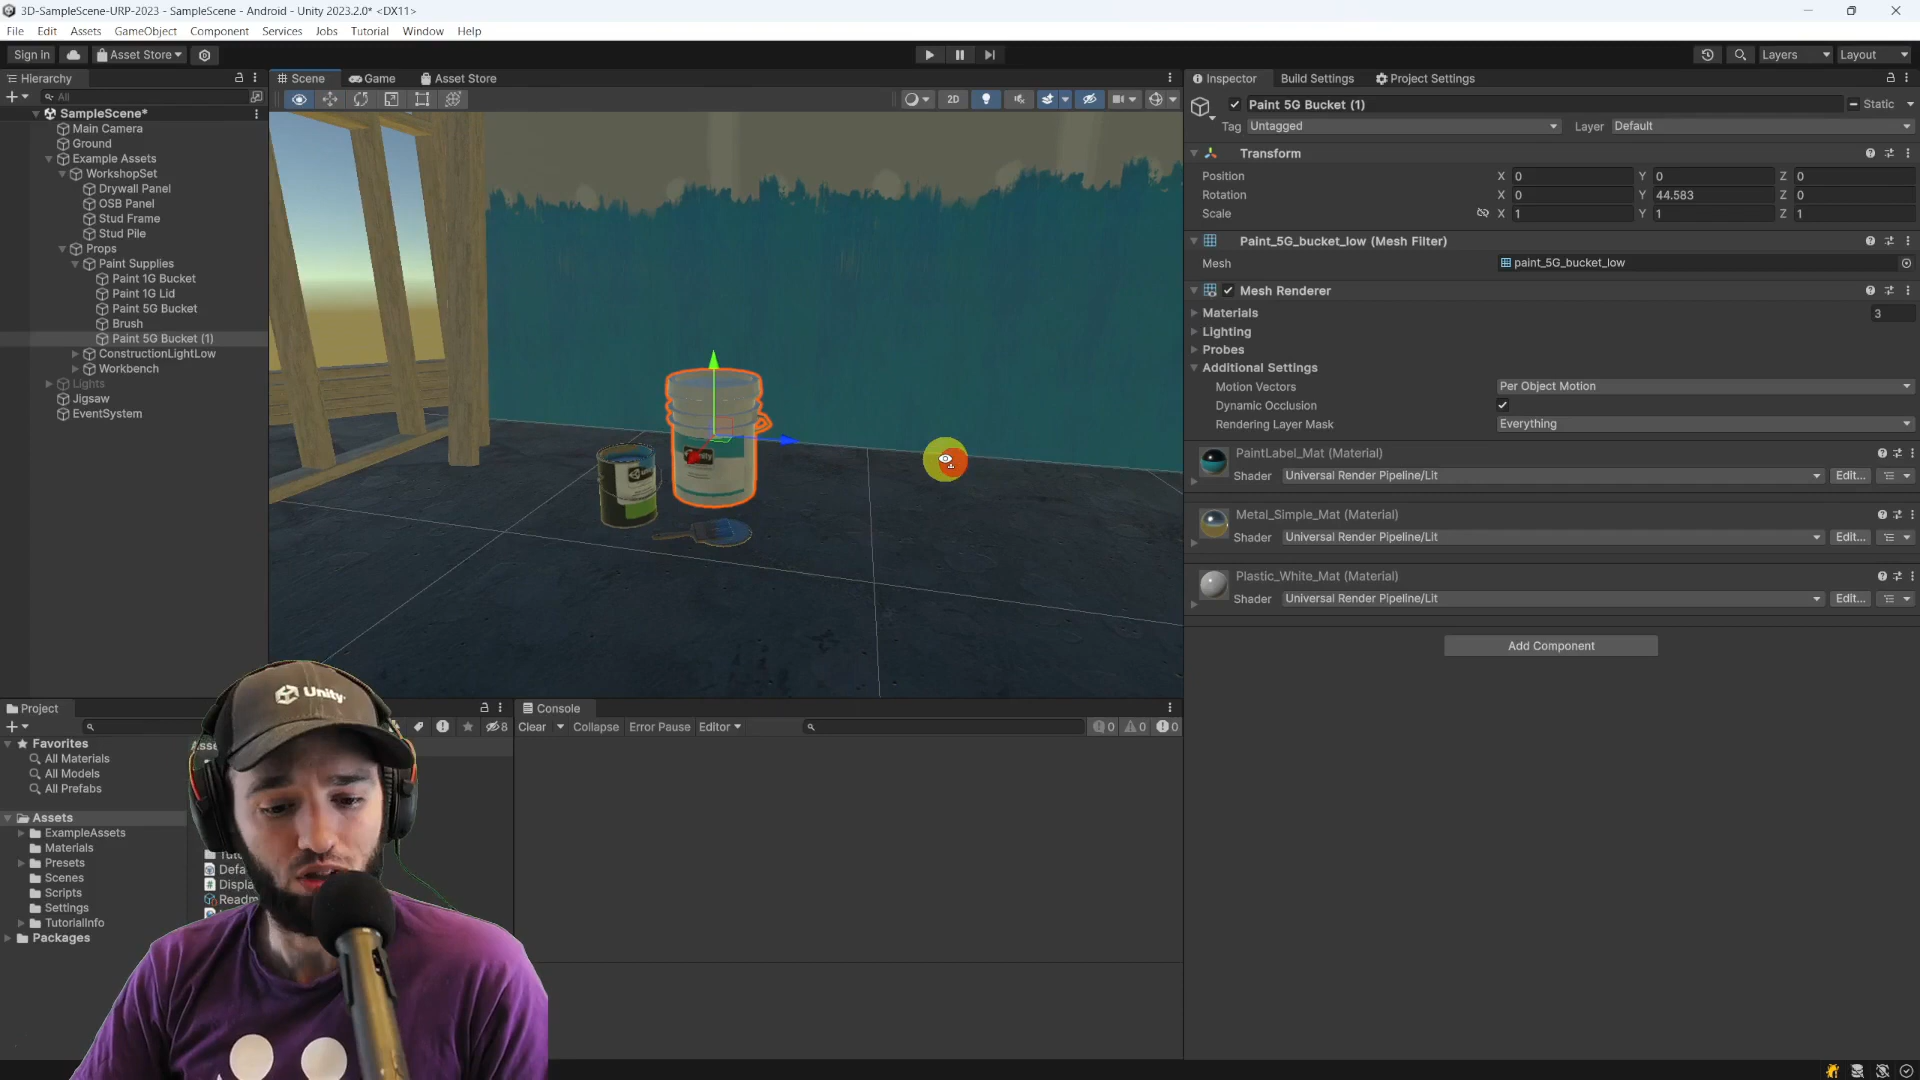 3D-SampleScene-URP-2023 - SampleScene - Android - Unity 2023.2.0* <DX11>
File Edit Assets GameObject Component Services Jobs Tutorial Window Help
Sign in Asset Store Layers Layout
Hierarchy
All
SampleScene*
Main Camera
Ground
Example Assets
WorkshopSet
Drywall Panel
OSB Panel
Stud Frame
Stud Pile
Props
Paint Supplies
Paint 1G Bucket
Paint 1G Lid
Paint 5G Bucket
Brush
Paint 5G Bucket (1)
ConstructionLightLow
Workbench
Lights
Jigsaw
EventSystem
Scene Game Asset Store
2D
Inspector Build Settings Project Settings
Paint 5G Bucket (1) Static
Tag Untagged Layer Default
Transform
Position X 0 Y 0 Z 0
Rotation X 0 Y 44.583 Z 0
Scale X 1 Y 1 Z 1
Paint_5G_bucket_low (Mesh Filter)
Mesh paint_5G_bucket_low
Mesh Renderer
Materials 3
Lighting
Probes
Additional Settings
Motion Vectors Per Object Motion
Dynamic Occlusion
Rendering Layer Mask Everything
PaintLabel_Mat (Material)
Shader Universal Render Pipeline/Lit Edit...
Metal_Simple_Mat (Material)
Shader Universal Render Pipeline/Lit Edit...
Plastic_White_Mat (Material)
Shader Universal Render Pipeline/Lit Edit...
Add Component
Project
8
Favorites
All Materials
All Models
All Prefabs
Assets
ExampleAssets
Materials
Presets
Scenes
Scripts
Settings
TutorialInfo
Packages
Asse
Tuto
Defa
Displa
Readm
Console
Clear Collapse Error Pause Editor 0 0 0
Unity